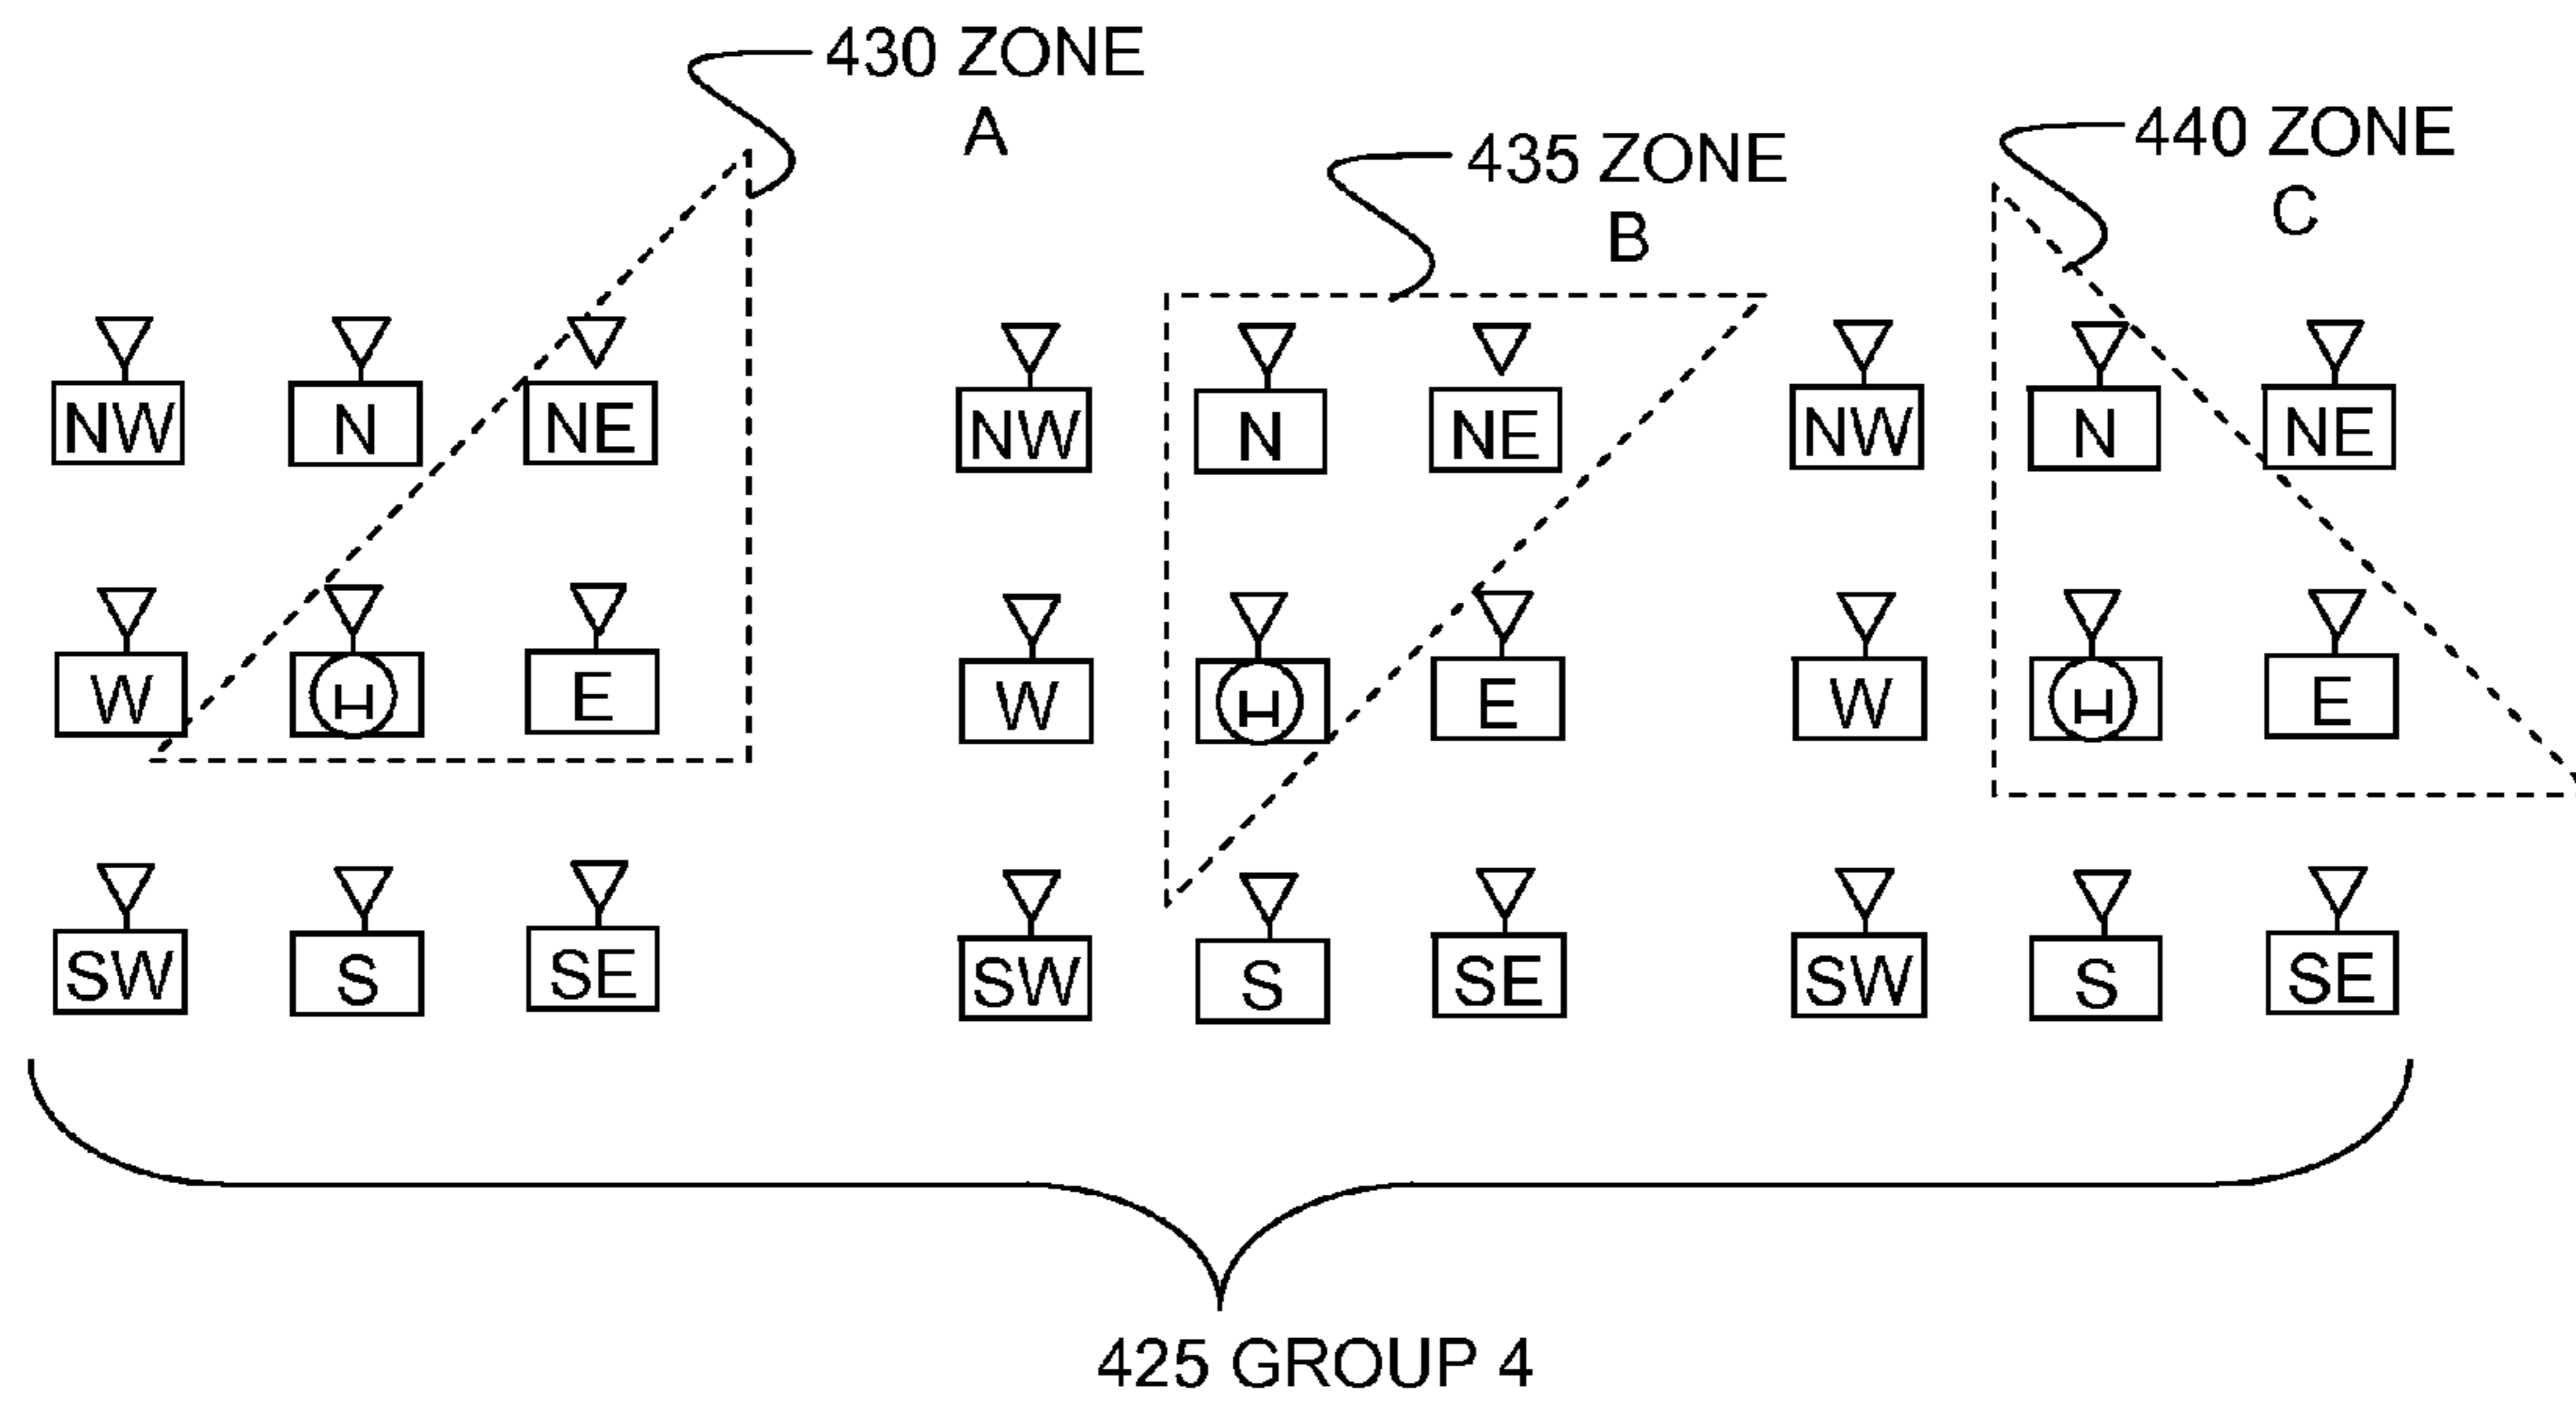 430 ZONE
A
435 ZONE
B
440 ZONE
C
NW N NE
NW N NE
NW N NE
W H E
W H E
W H E
SW S SE
SW S SE
SW S SE
425 GROUP 4